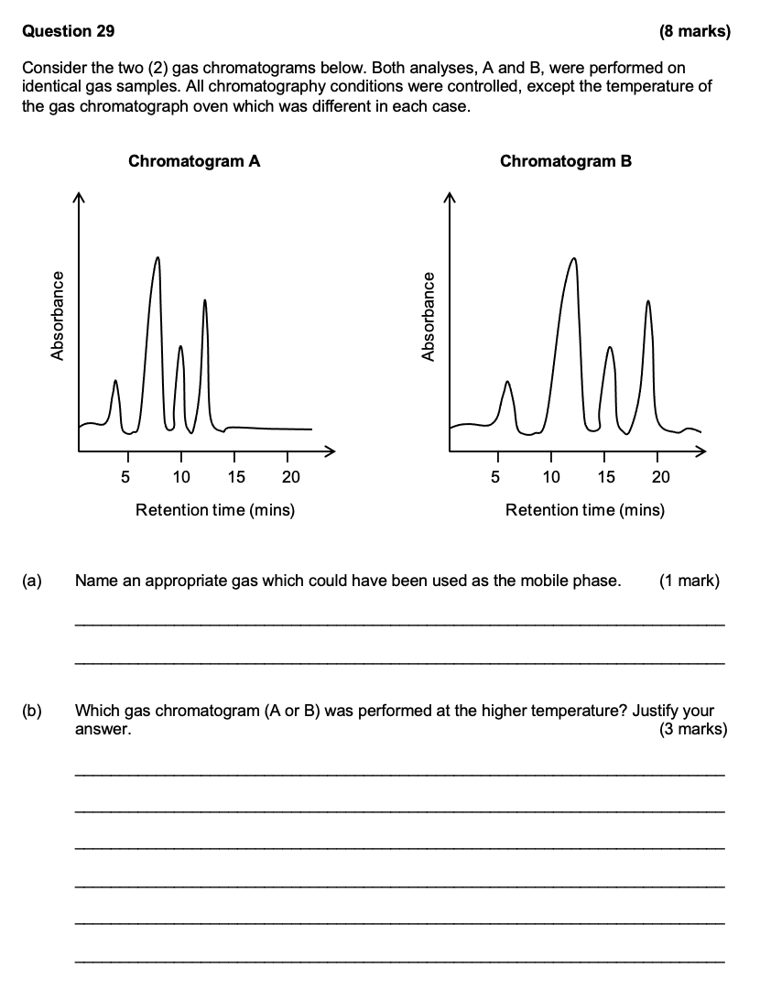 Question 29 (8 marks)
Consider the two (2) gas chromatograms below. Both analyses, A and B, were performed on
identical gas samples. All chromatography conditions were controlled, except the temperature of
the gas chromatograph oven which was different in each case.
Chromatogram A
Chromatogram B
Absorbance
5 10 15 20
Retention time (mins)
Absorbance
5 10 15 20
Retention time (mins)
(a) Name an appropriate gas which could have been used as the mobile phase. (1 mark)
(b) Which gas chromatogram (A or B) was performed at the higher temperature? Justify your
answer. (3 marks)